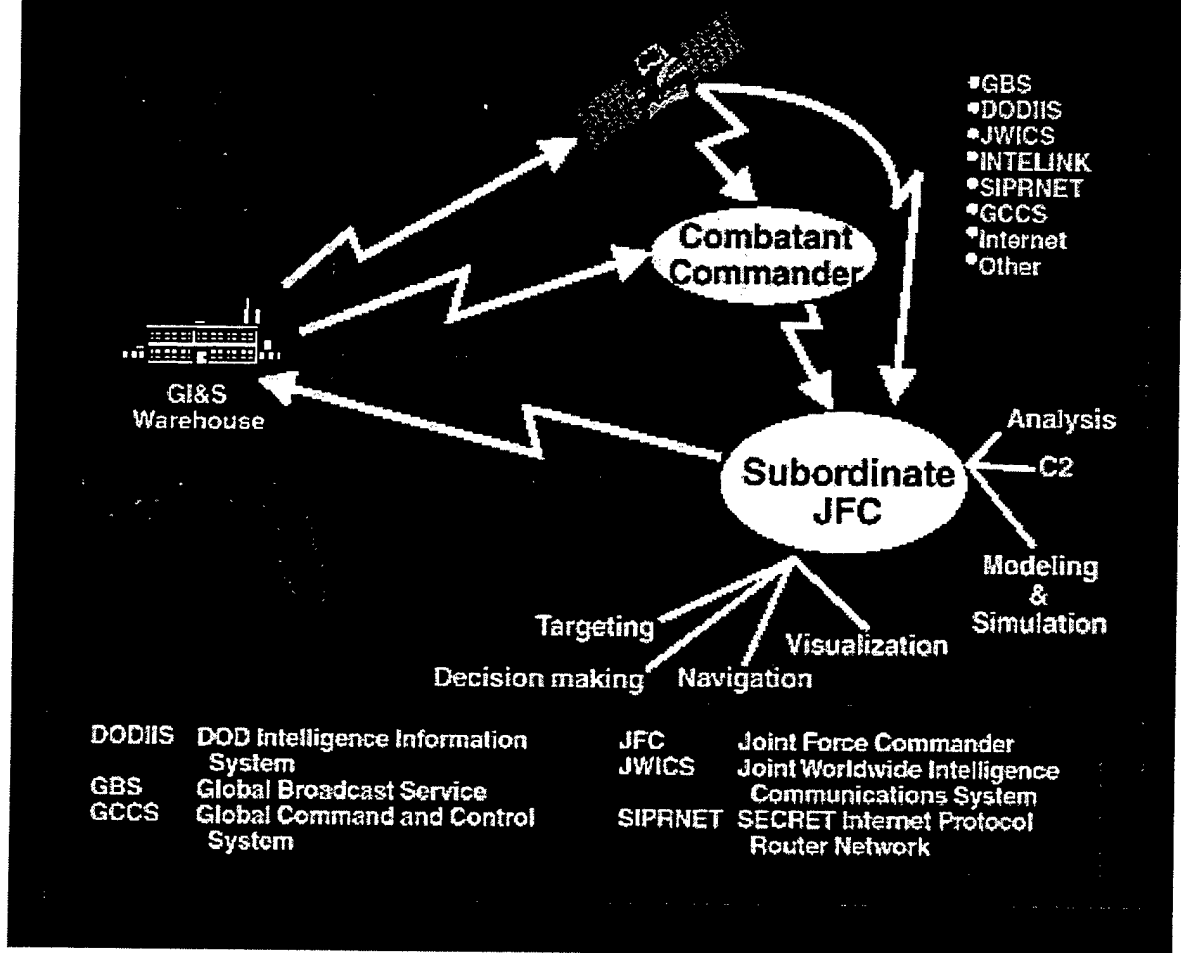 •GBS
•DODIIS
•JWICS
•INTELINK
•SIPRNET
•GCCS
•Internet
•Other
Combatant
Commander
GI&S
Warehouse
Subordinate
JFC
Analysis
C2
Modeling
&
Simulation
Targeting
Visualization
Decision making
Navigation
DODIIS DOD Intelligence Information
System
GBS Global Broadcast Service
GCCS Global Command and Control
System
JFC Joint Force Commander
JWICS Joint Worldwide Intelligence
Communications System
SIPRNET SECRET Internet Protocol
Router Network